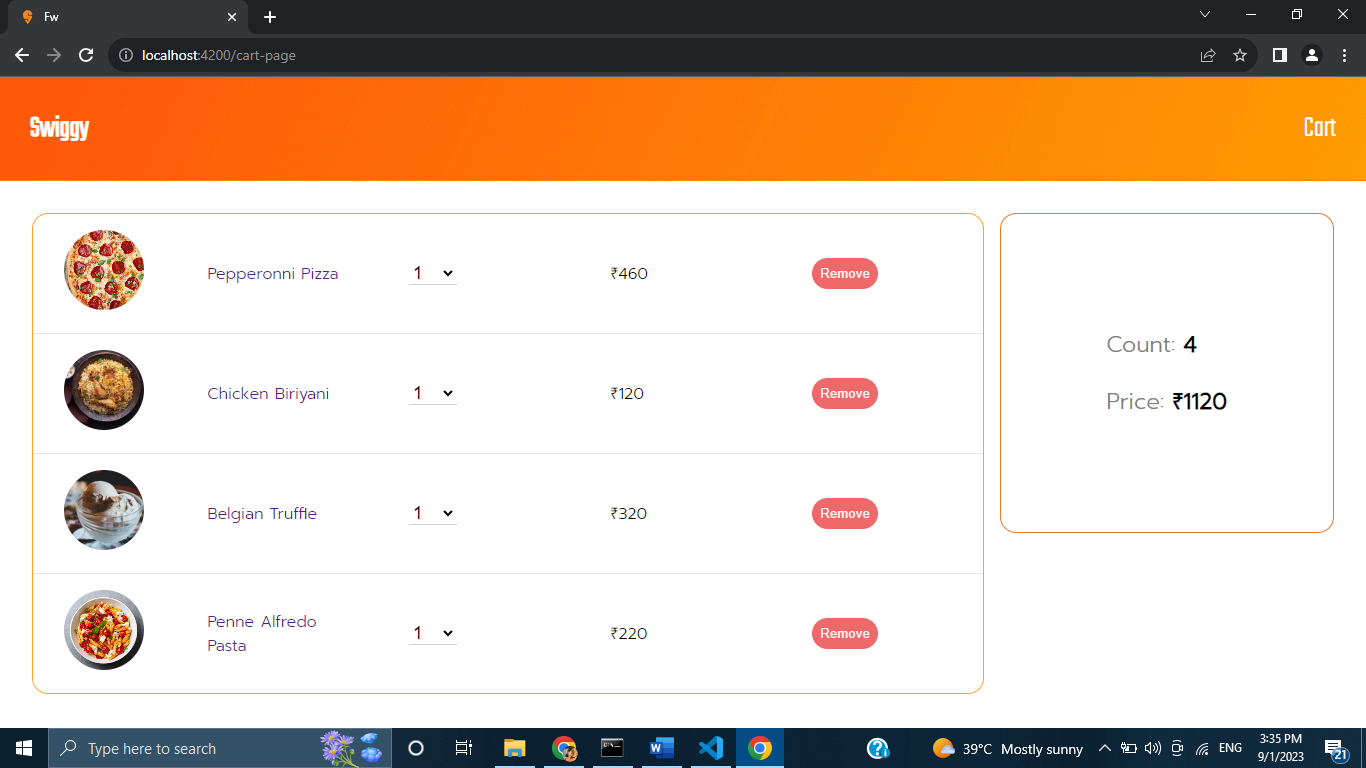 Fw
localhost:4200/cart-page
Swiggy
Cart
Pepperonni Pizza
1
₹460
Remove
Chicken Biriyani
1
₹120
Remove
Belgian Truffle
1
₹320
Remove
Penne Alfredo
Pasta
1
₹220
Remove
Count: 4
Price: ₹1120
Type here to search
39°C Mostly sunny
ENG
3:35 PM
9/1/2023
21